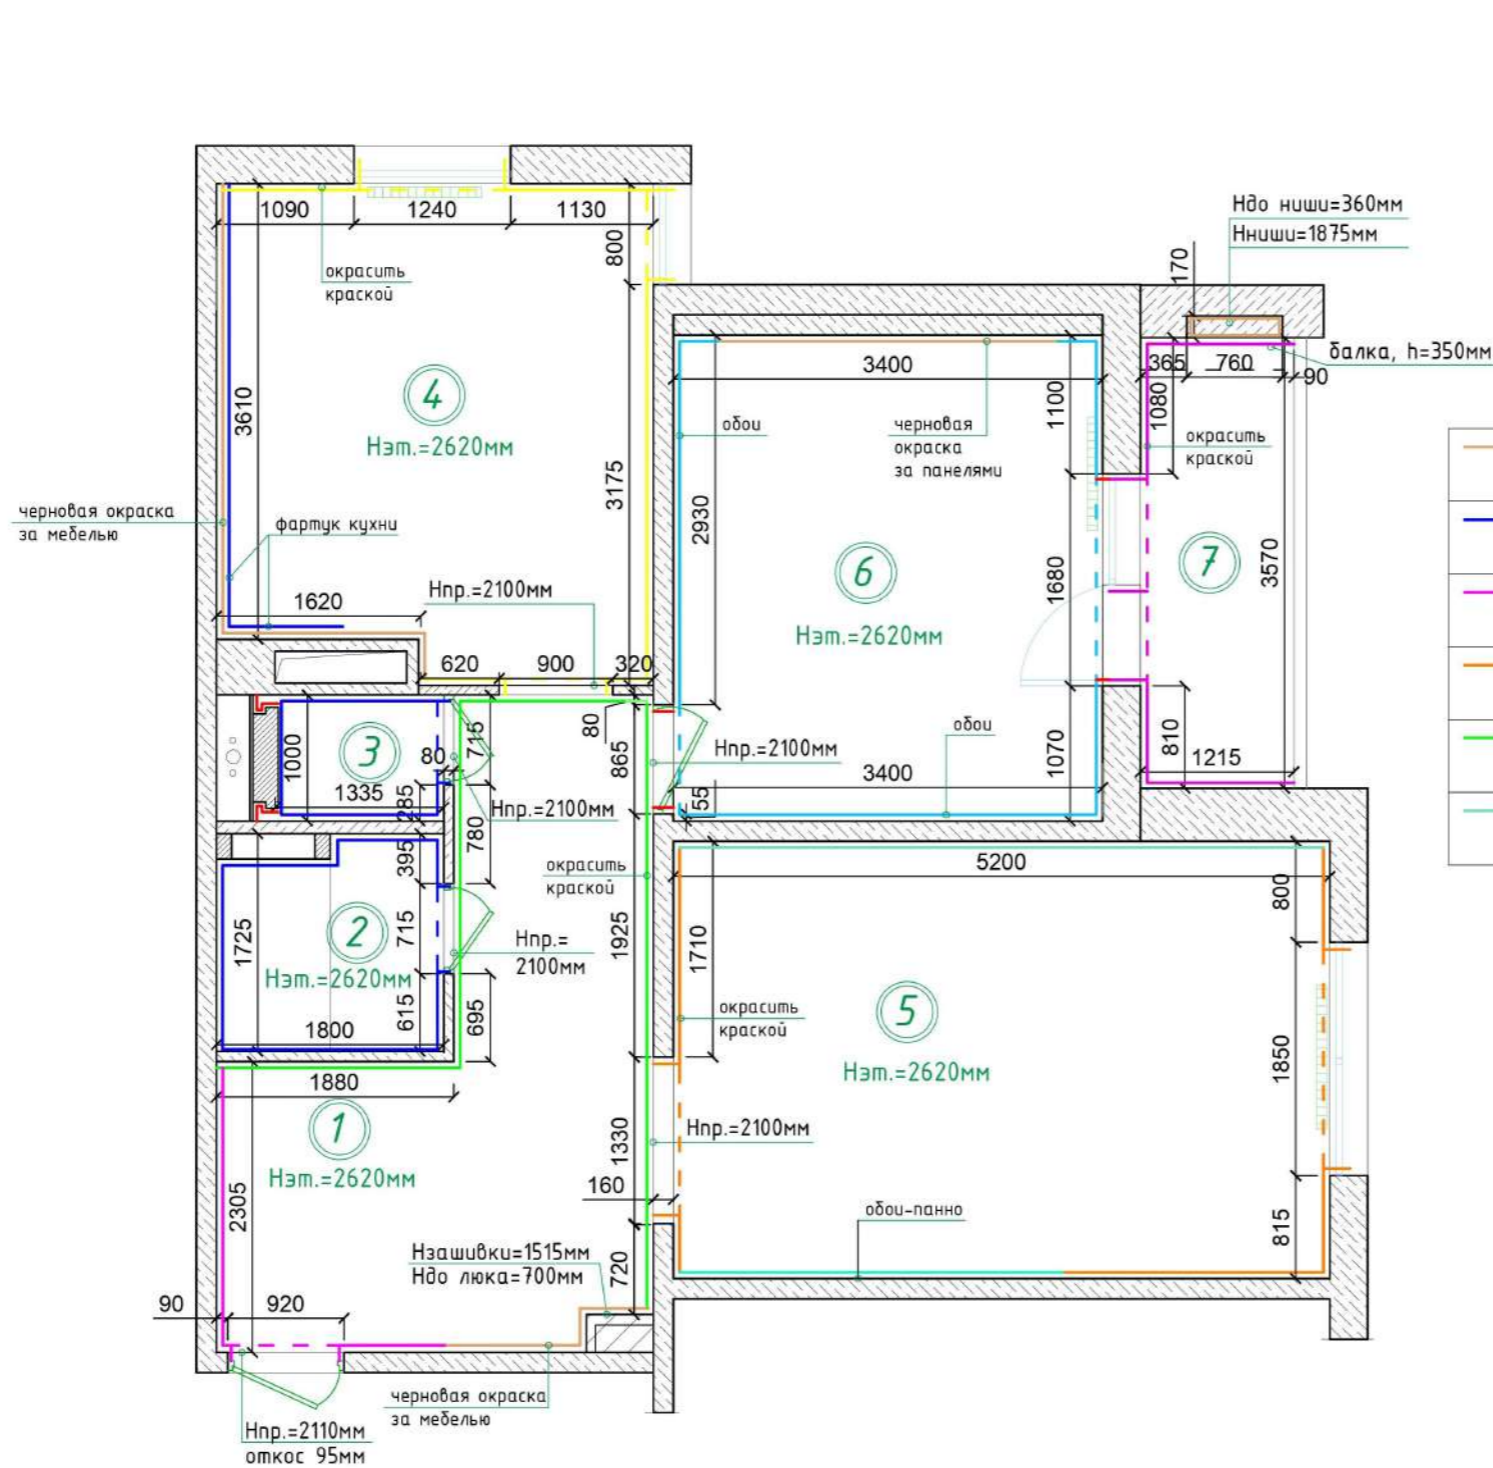 Ндо ниши=360мм
Нниши=1875мм
170
1090
1240
1130
800
окрасить
краской
балка, h=350мм
365
760
90
3400
1100
1080
3610
4
Нэт.=2620мм
обои
черновая
окраска
за панелями
окрасить
краской
3175
2930
черновая окраска
за мебелью
фартук кухни
6
Нэт.=2620мм
1680
7
3570
1620
Нпр.=2100мм
620
900
320
80
715
865
1000
3
80
1335
285
Нпр.=2100мм
обои
3400
1070
810
1215
55
Нпр.=2100мм
780
395
окрасить
краской
5200
800
1725
2
Нэт.=2620мм
715
Нпр.=
2100мм
1925
1710
окрасить
краской
5
Нэт.=2620мм
1850
615
695
1800
1880
1
Нэт.=2620мм
1330
Нпр.=2100мм
160
2305
обои-панно
815
Нзашивки=1515мм
Ндо люка=700мм
720
90
920
черновая окраска
за мебелью
Нпр.=2110мм
откос 95мм